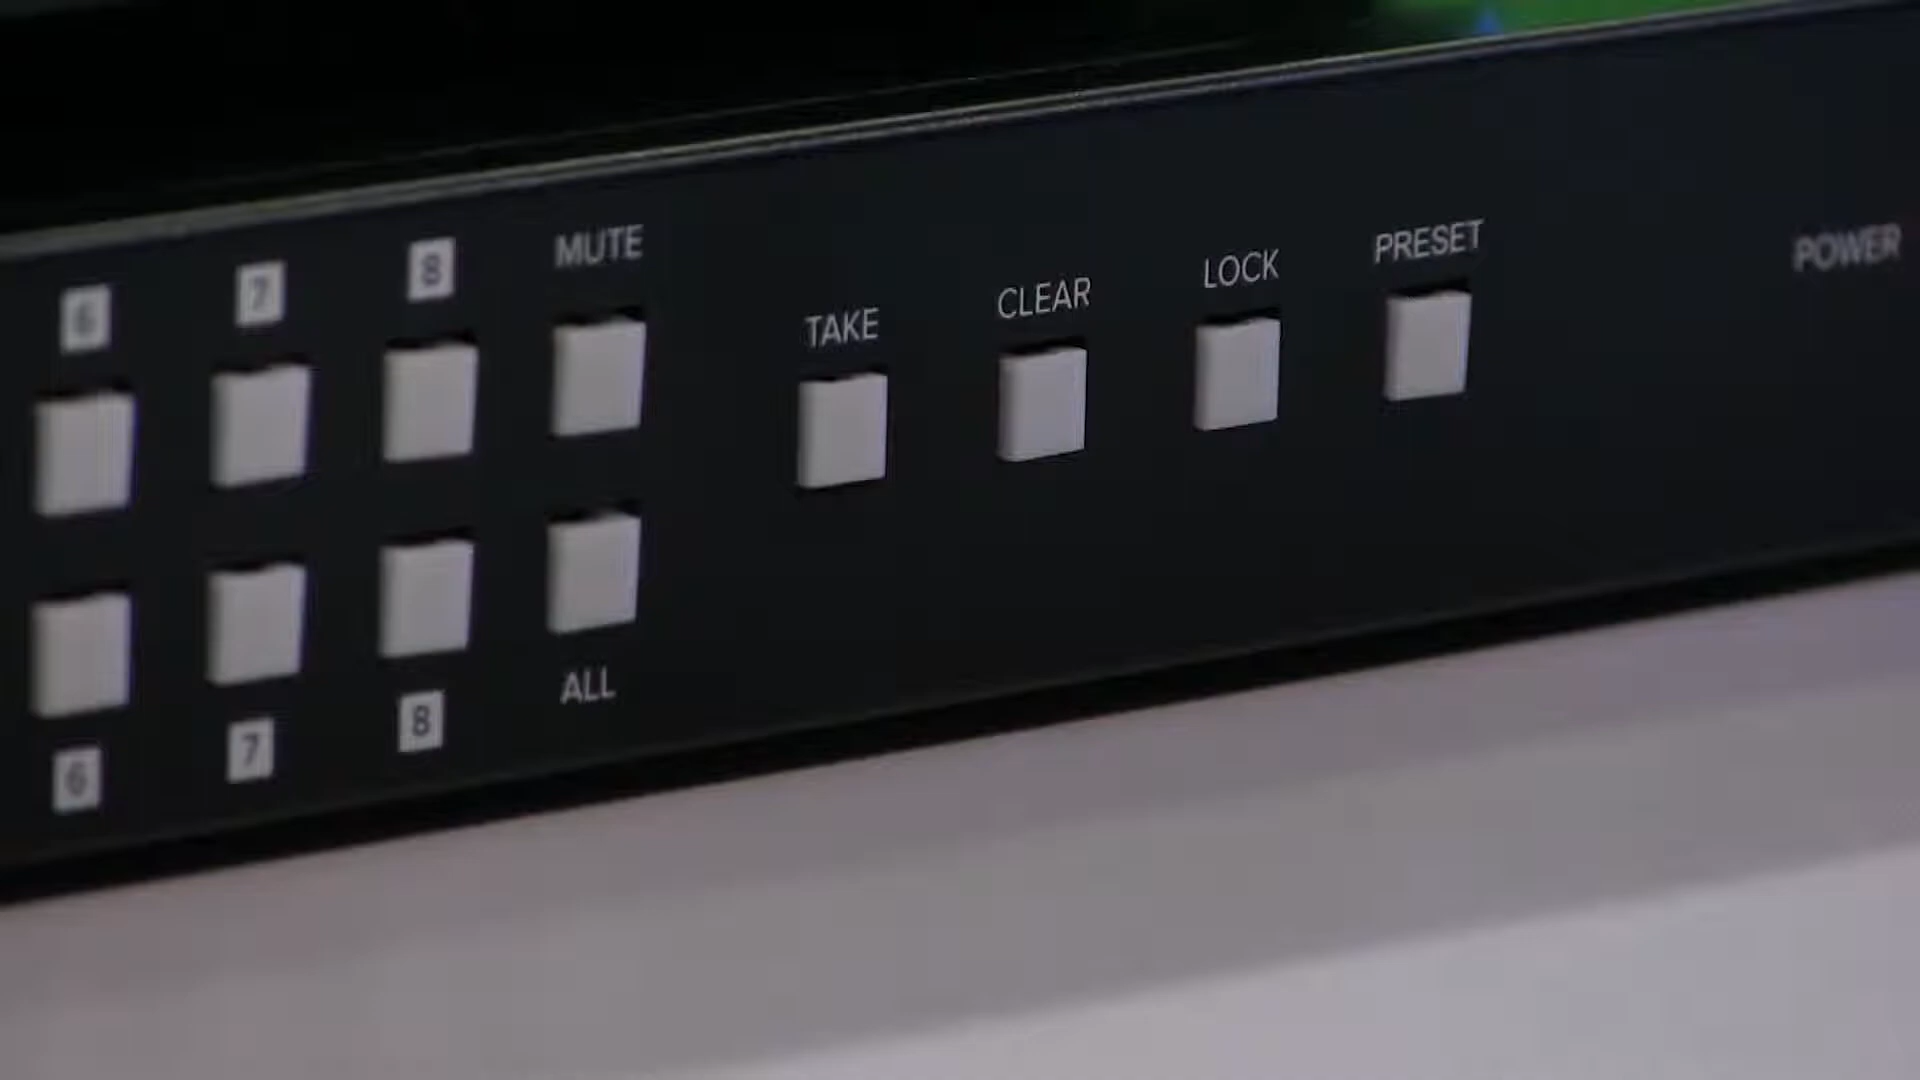 6 7 8 MUTE
TAKE CLEAR LOCK PRESET POWER
6 7 8 ALL